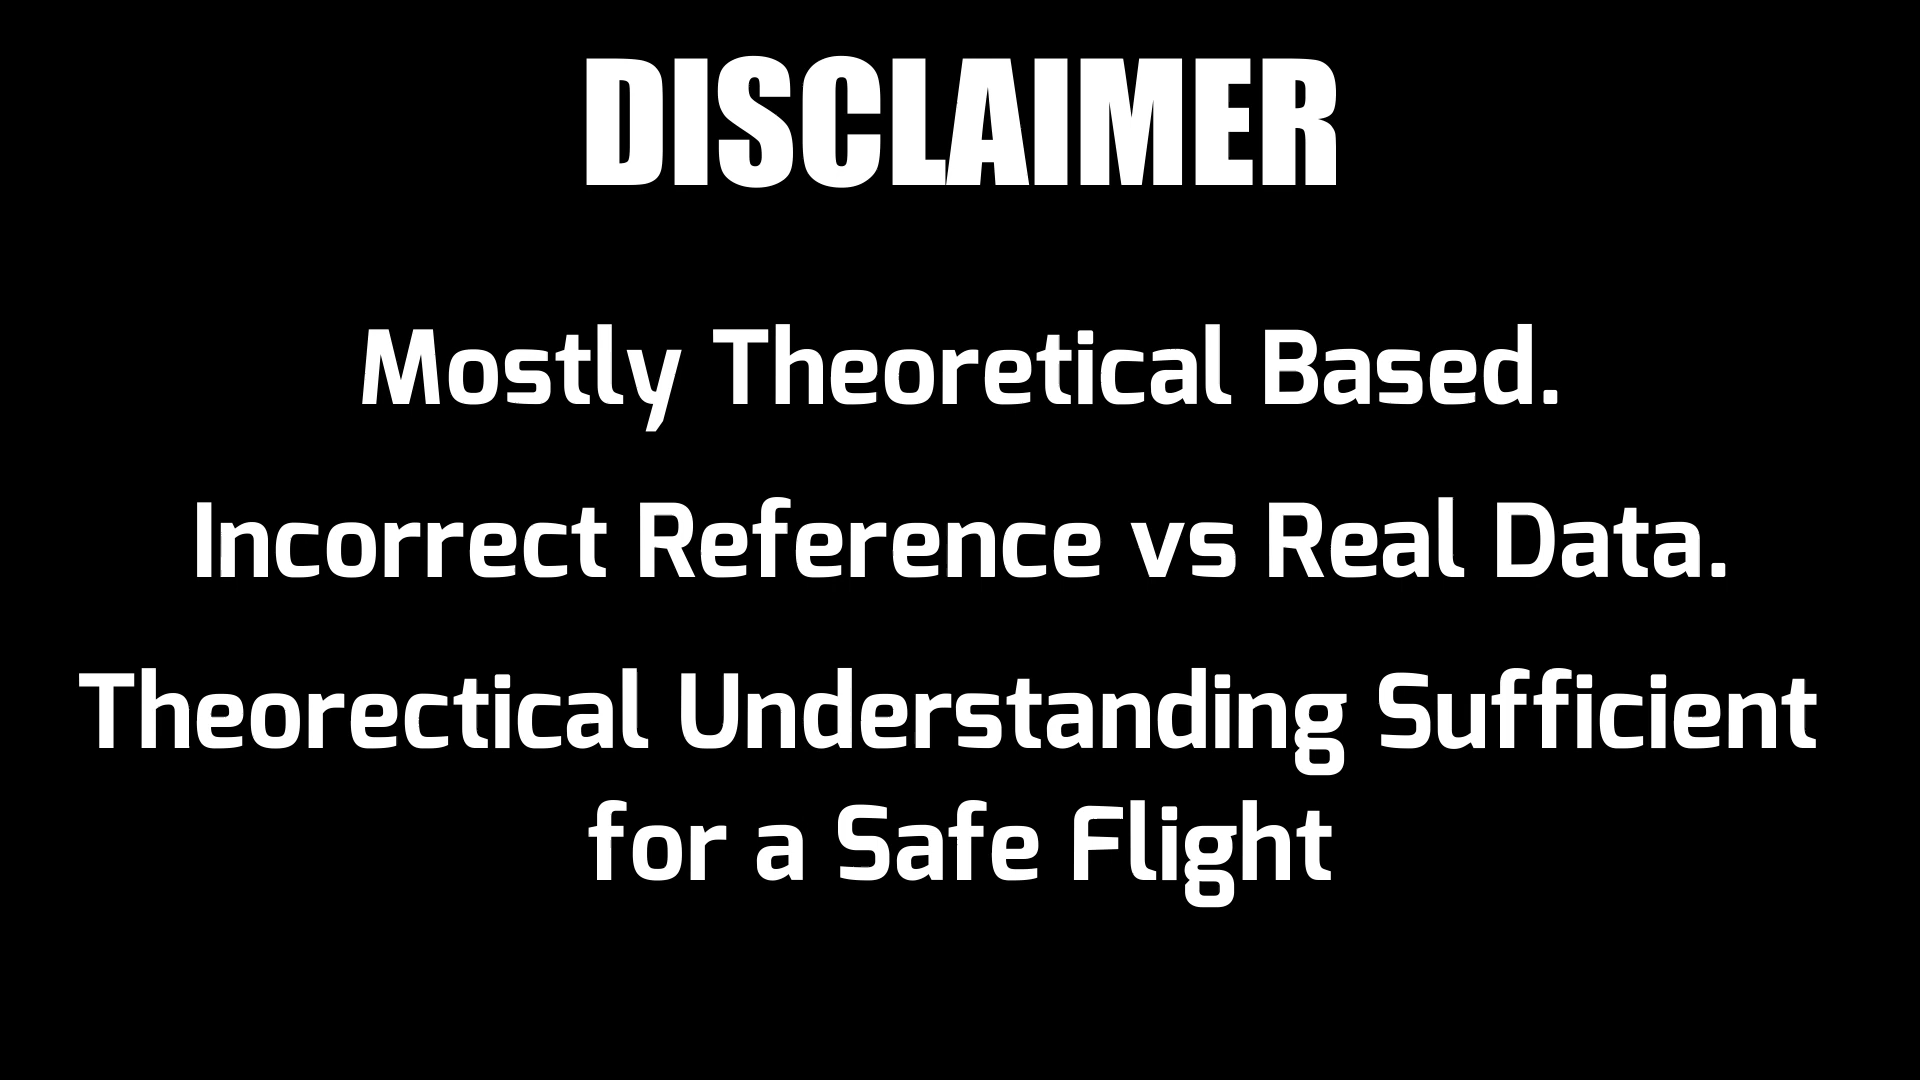 DISCLAIMER
Mostly Theoretical Based.
Incorrect Reference vs Real Data.
Theorectical Understanding Sufficient
for a Safe Flight